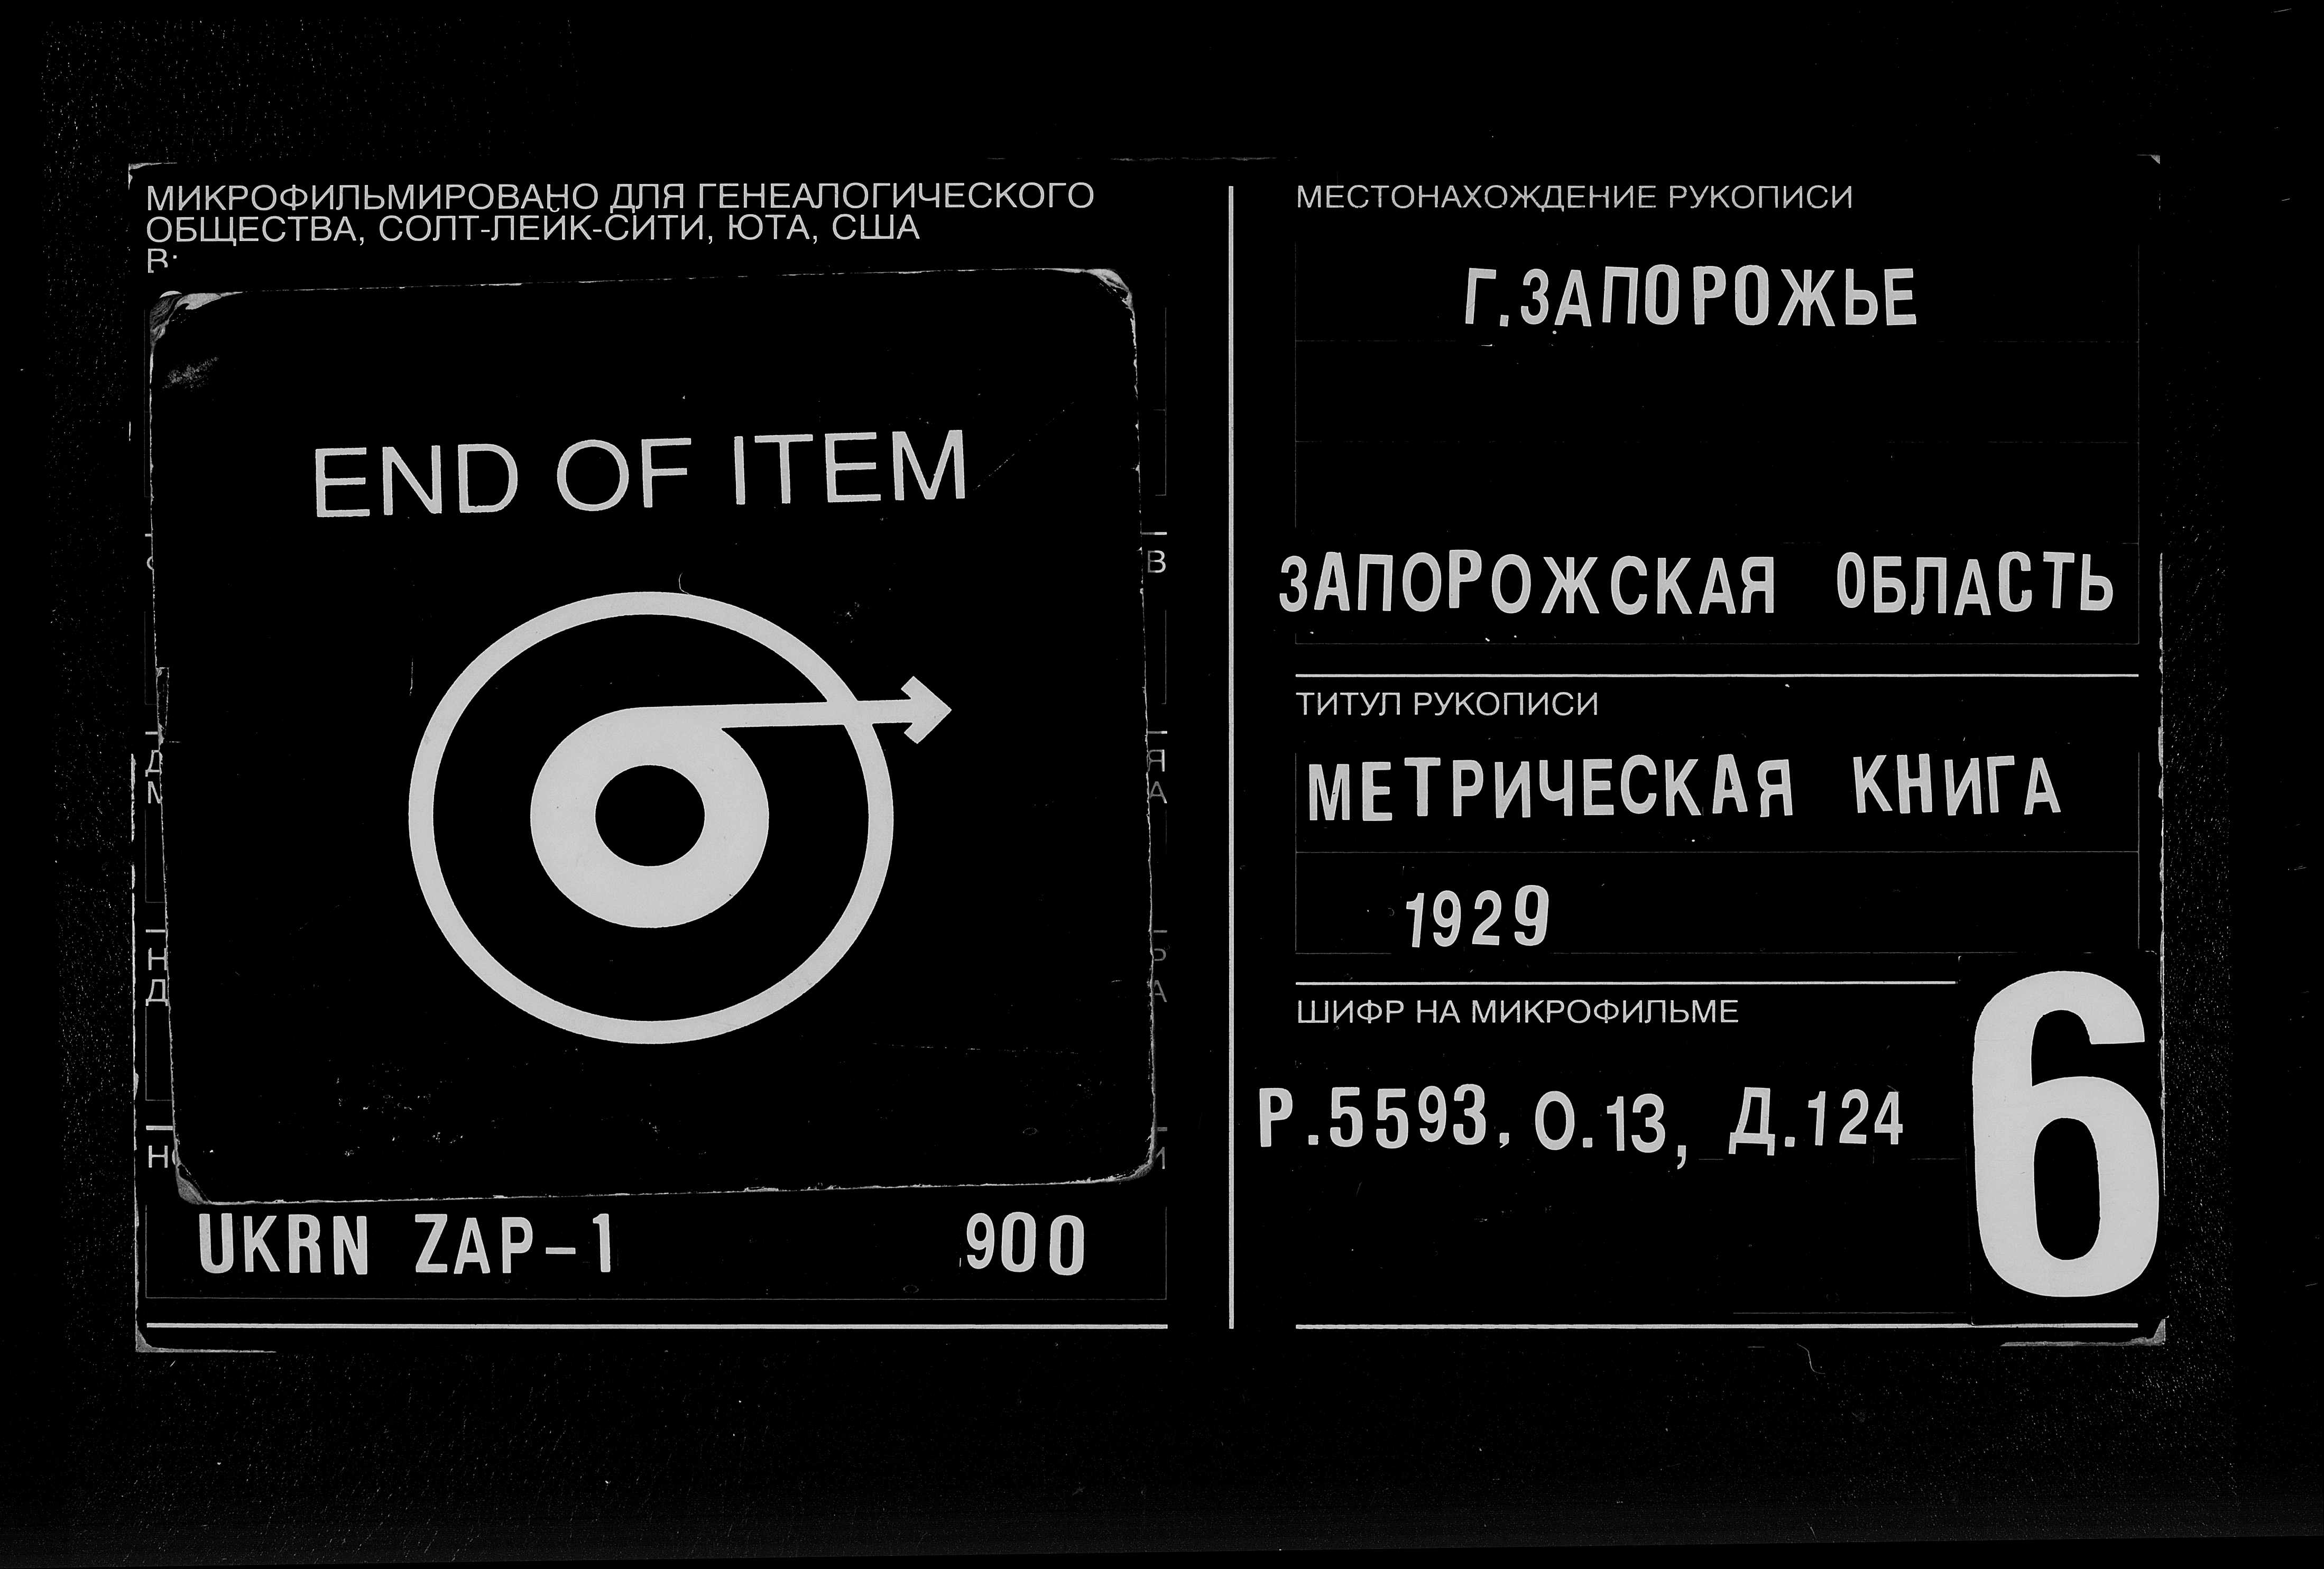 МИКРОФИЛЬМИРОВАНО ДЛЯ ГЕНЕАЛОГИЧЕСКОГО
ОБЩЕСТВА, СОЛТ-ЛЕЙК-СИТИ, ЮТА, США
В:
END OF ITEM
UKRN ZAP-1 900
МЕСТОНАХОЖДЕНИЕ РУКОПИСИ
Г.ЗАПОРОЖЬЕ
ЗАПОРОЖСКАЯ ОБЛАСТЬ
ТИТУЛ РУКОПИСИ
МЕТРИЧЕСКАЯ КНИГА
1929
ШИФР НА МИКРОФИЛЬМЕ
Р.5593, О.13, Д.124
6